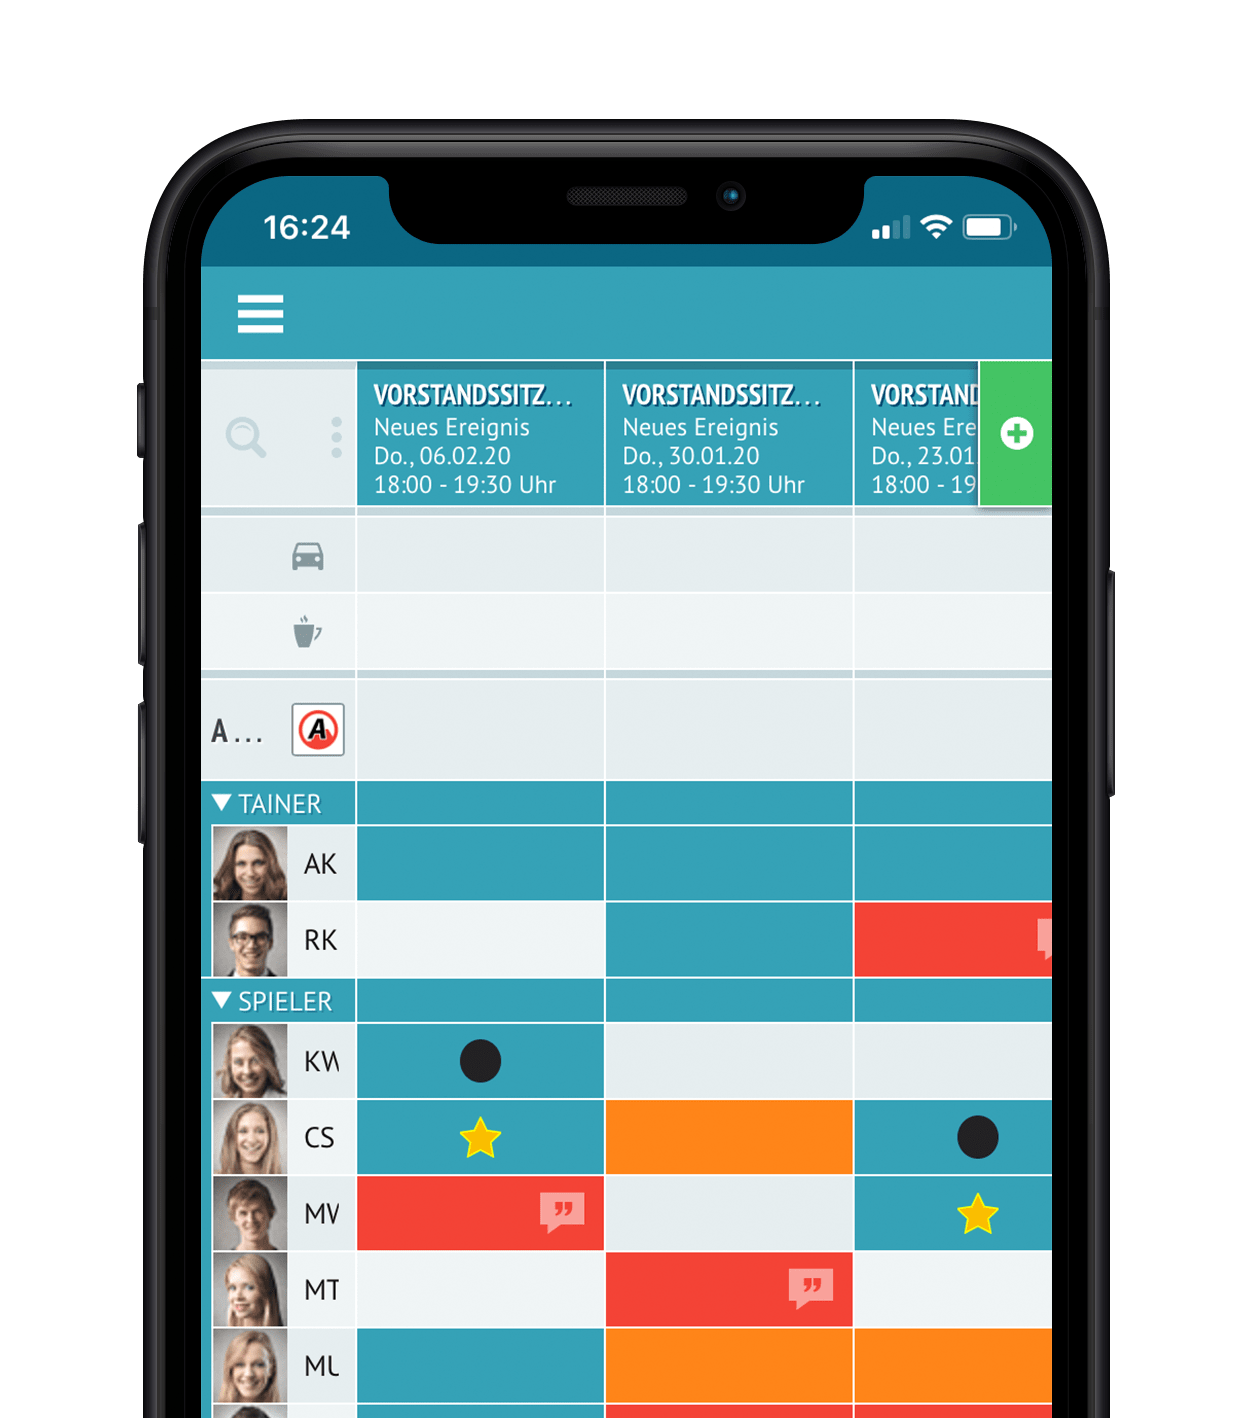 16:24
VORSTANDSSITZ...
Neues Ereignis
Do., 06.02.20
18:00 - 19:30 Uhr
VORSTANDSSITZ...
Neues Ereignis
Do., 30.01.20
18:00 - 19:30 Uhr
VORSTAND
Neues Ere
Do., 23.01
18:00 - 19
A...
A
TAINER
AK
RK
SPIELER
KW
CS
MV
MT